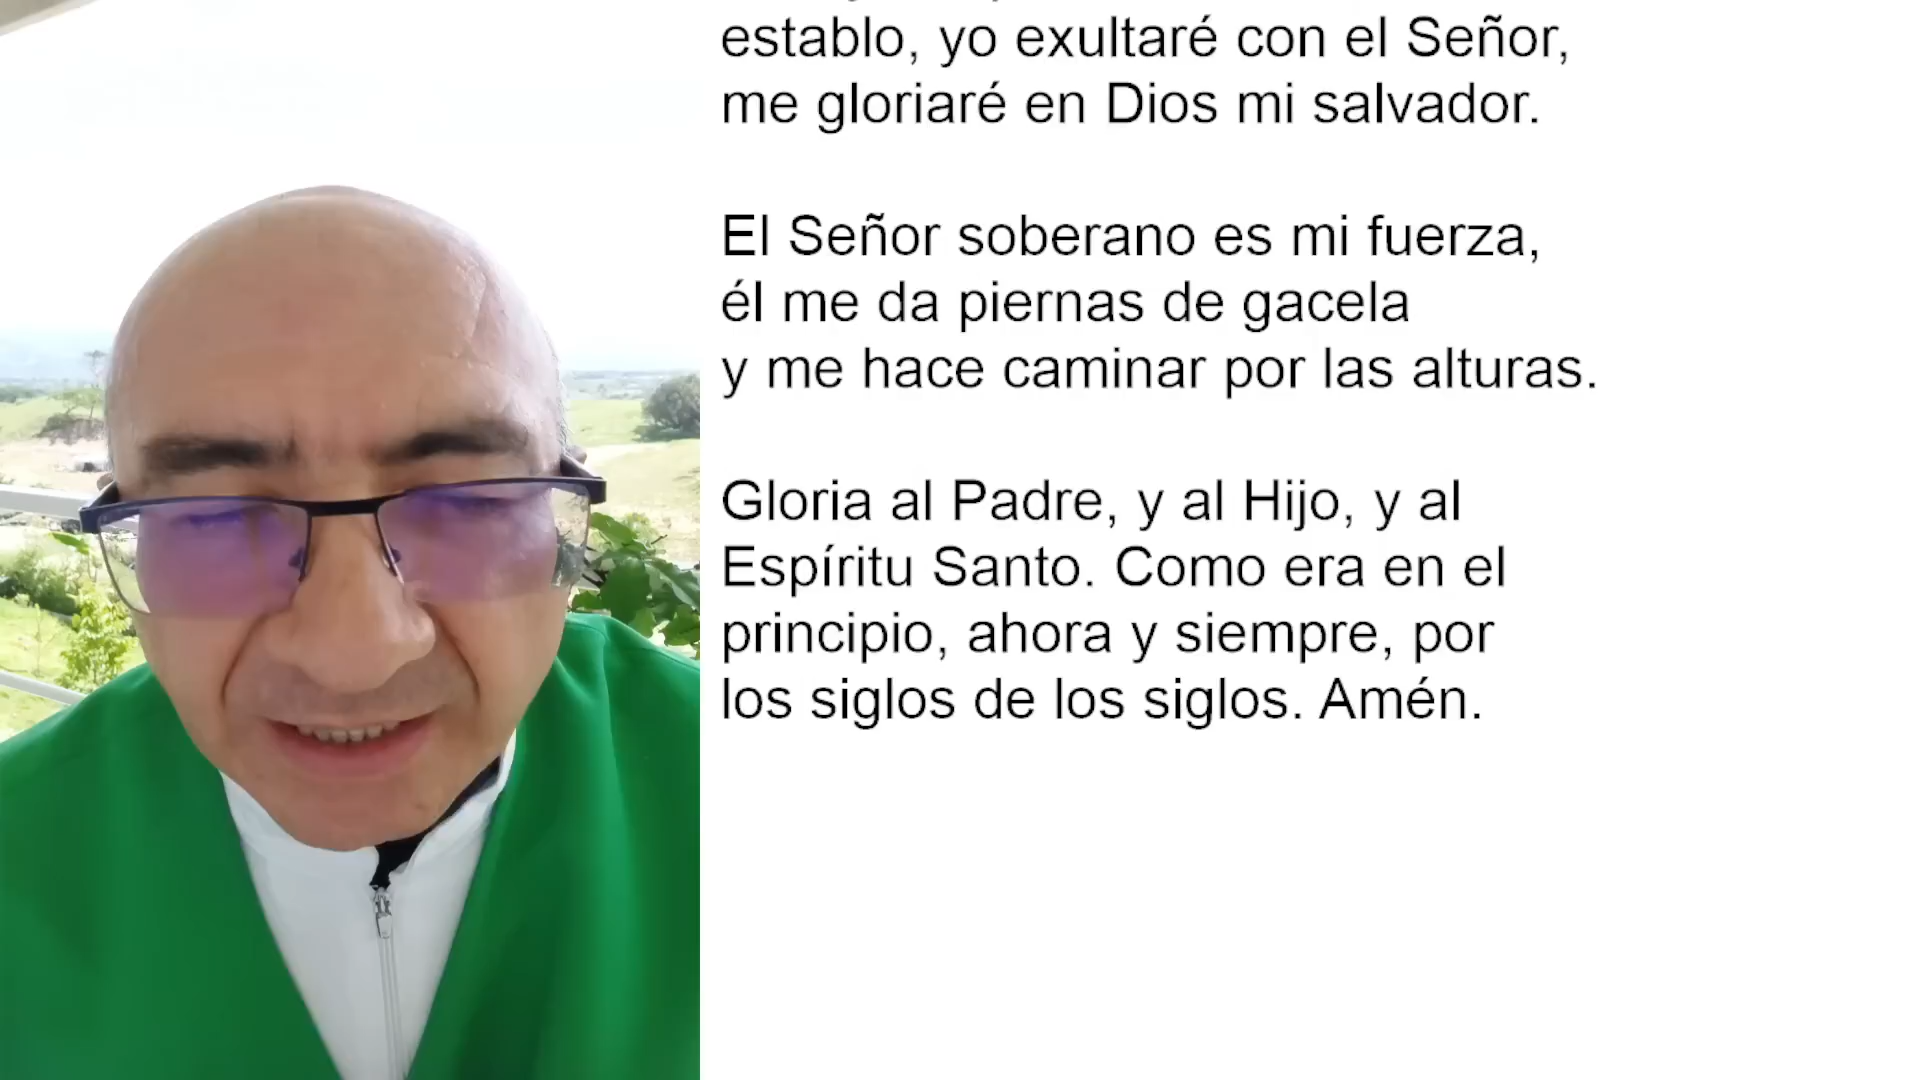 establo, yo exultaré con el Señor,
me gloriaré en Dios mi salvador.
El Señor soberano es mi fuerza,
él me da piernas de gacela
y me hace caminar por las alturas.
Gloria al Padre, y al Hijo, y al
Espíritu Santo. Como era en el
principio, ahora y siempre, por
los siglos de los siglos. Amén.